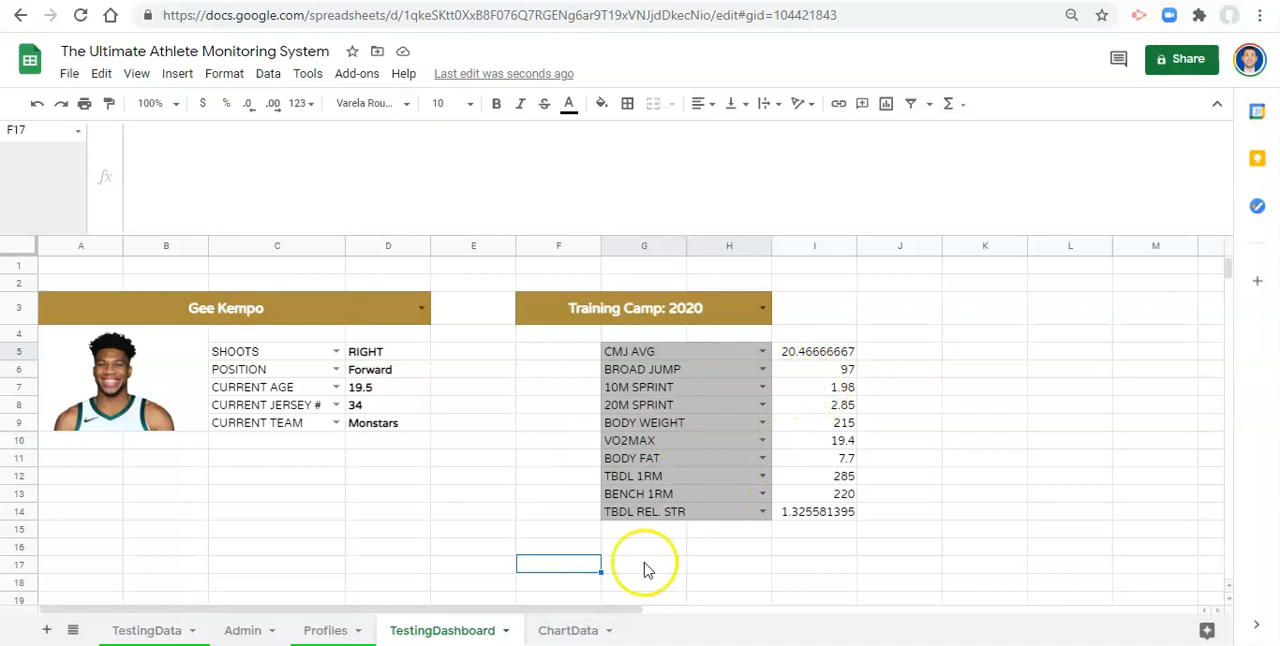 https://docs.google.com/spreadsheets/d/1qkeSKtt0XxB8F076Q7RGENg6ar9T19xVNJjdDkecNio/edit#gid=104421843
The Ultimate Athlete Monitoring System
File Edit View Insert Format Data Tools Add-ons Help Last edit was seconds ago
Share
100% $ % .0 .00 123 Varela Rou... 10 B I S A
F17
fx
A B C D E F G H I J K L M
1
2
3 Gee Kempo Training Camp: 2020
4
5 SHOOTS RIGHT CMJ AVG 20.46666667
6 POSITION Forward BROAD JUMP 97
7 CURRENT AGE 19.5 10M SPRINT 1.98
8 CURRENT JERSEY # 34 20M SPRINT 2.85
9 CURRENT TEAM Monstars BODY WEIGHT 215
10 VO2MAX 19.4
11 BODY FAT 7.7
12 TBDL 1RM 285
13 BENCH 1RM 220
14 TBDL REL. STR 1.325581395
15
16
17
18
19
TestingData Admin Profiles TestingDashboard ChartData